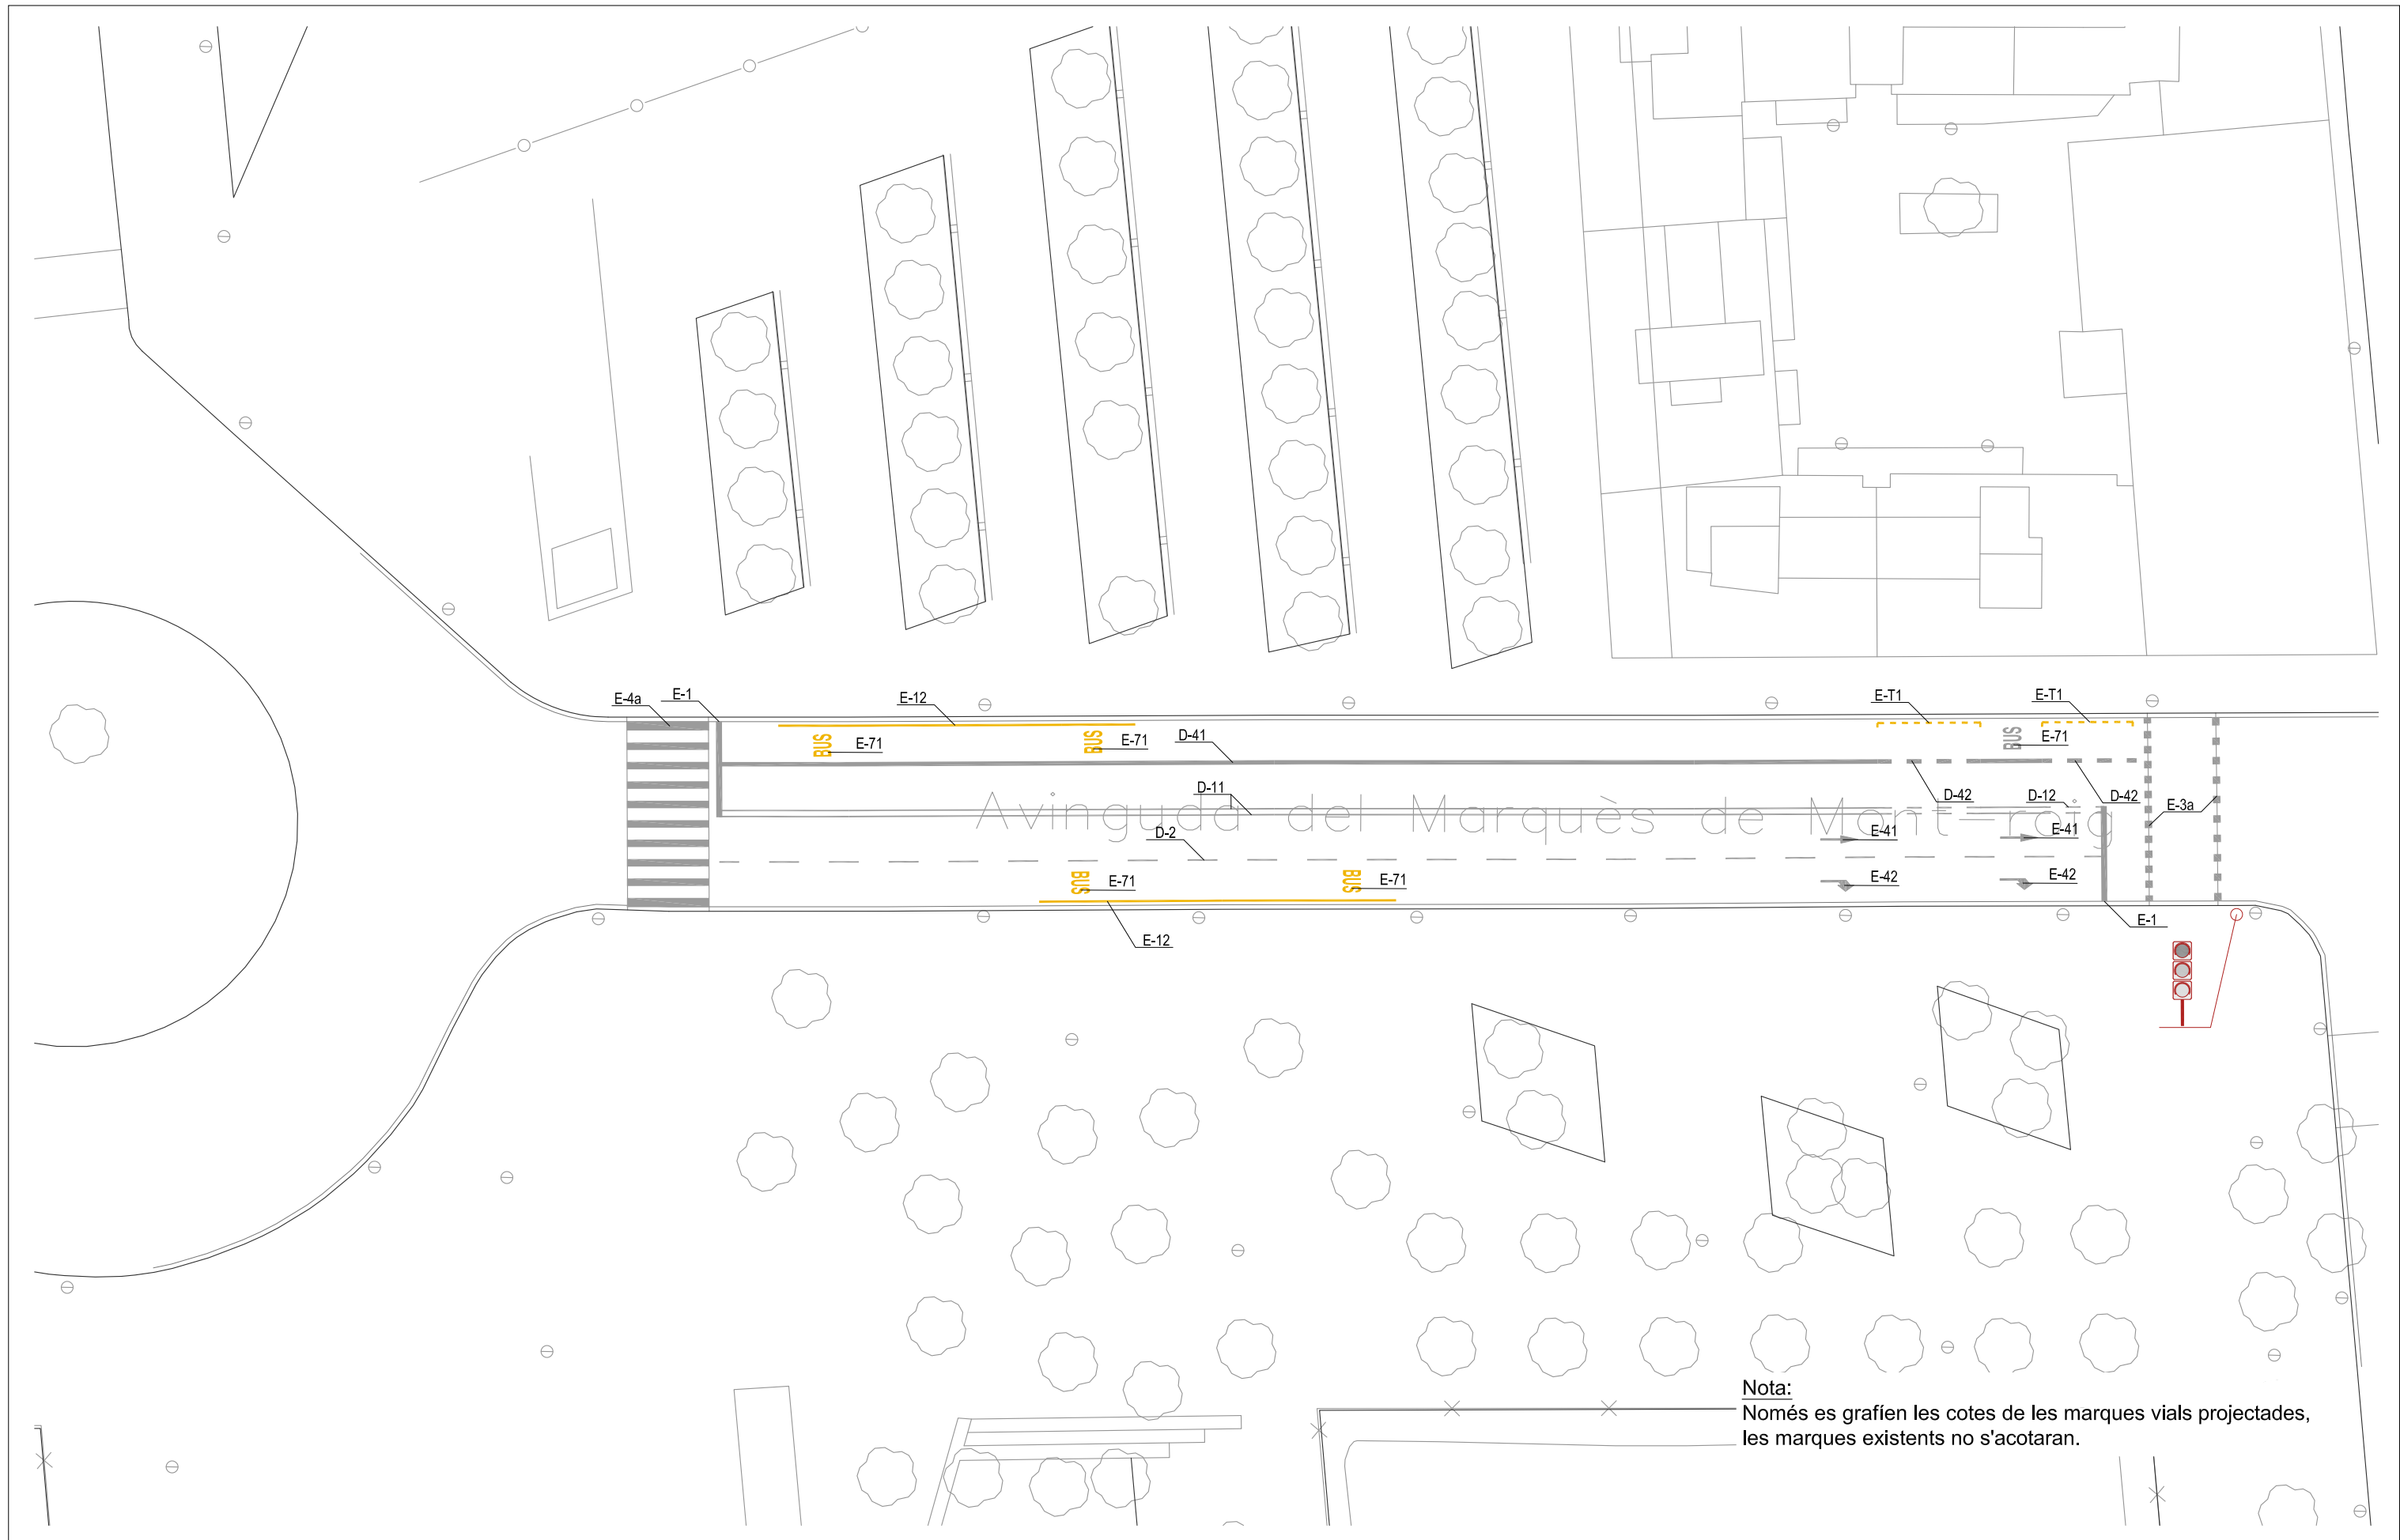 E-4a
E-1
E-12
E-T1
E-T1
BUS
E-71
BUS
E-71
D-41
BUS
E-71
D-11
D-42
D-12
D-42
E-3a
Avinguda del Marquès de Mont-roig
D-2
E-41
E-41
BUS
E-71
BUS
E-71
E-42
E-42
E-1
E-12
Nota:
Només es grafíen les cotes de les marques vials projectades,
les marques existents no s'acotaran.